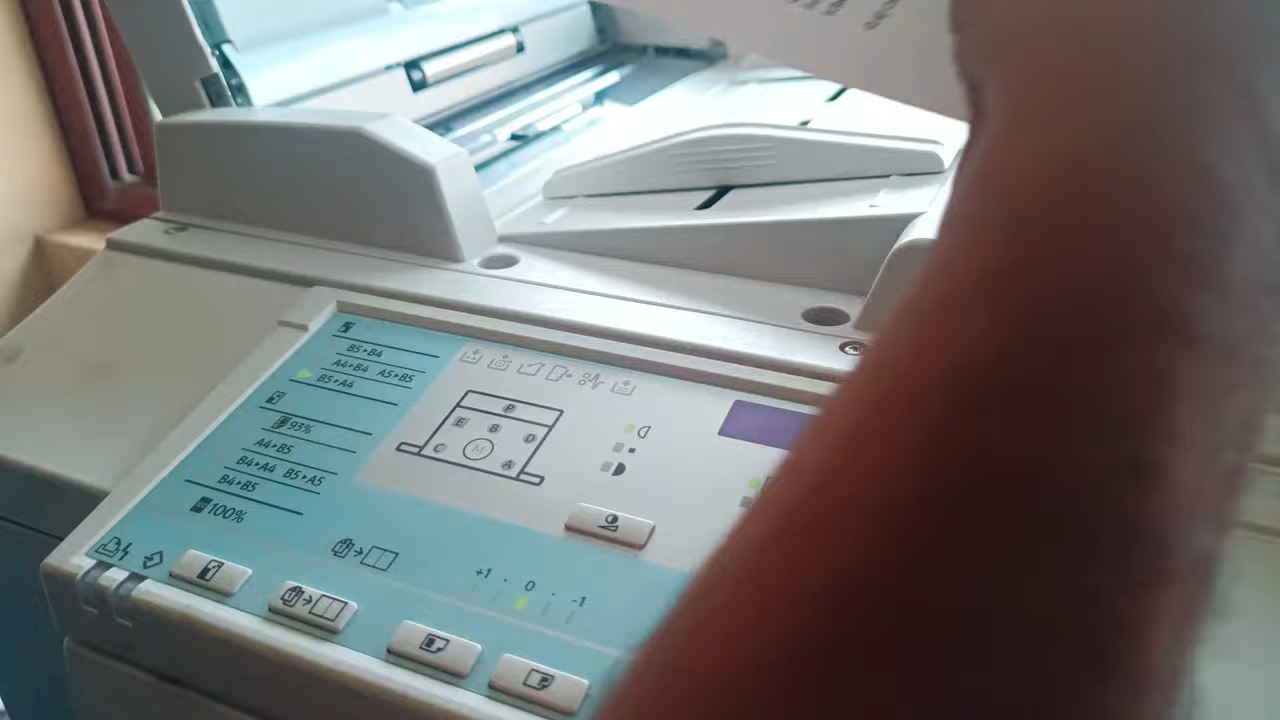 B5▸B4
A4▸B4 A5▸B5
B5▸A4
93%
A4▸B5
B4▸A4 B5▸A5
B4▸B5
100%
P
E B D
C M A
+1 · 0 · -1